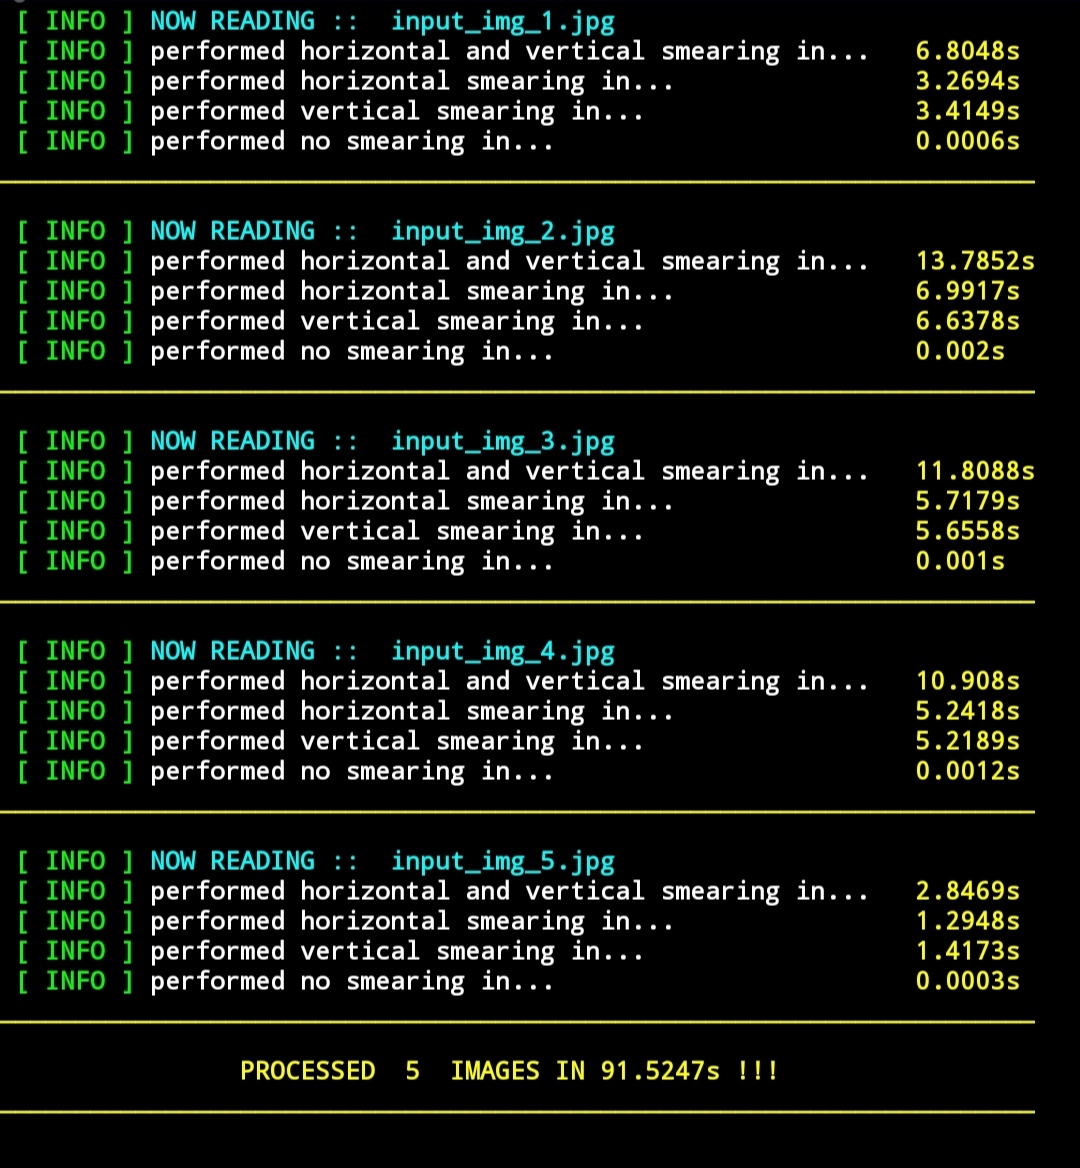 [ INFO ] NOW READING :: input_img_1.jpg
[ INFO ] performed horizontal and vertical smearing in... 6.8048s
[ INFO ] performed horizontal smearing in... 3.2694s
[ INFO ] performed vertical smearing in... 3.4149s
[ INFO ] performed no smearing in... 0.0006s
[ INFO ] NOW READING :: input_img_2.jpg
[ INFO ] performed horizontal and vertical smearing in... 13.7852s
[ INFO ] performed horizontal smearing in... 6.9917s
[ INFO ] performed vertical smearing in... 6.6378s
[ INFO ] performed no smearing in... 0.002s
[ INFO ] NOW READING :: input_img_3.jpg
[ INFO ] performed horizontal and vertical smearing in... 11.8088s
[ INFO ] performed horizontal smearing in... 5.7179s
[ INFO ] performed vertical smearing in... 5.6558s
[ INFO ] performed no smearing in... 0.001s
[ INFO ] NOW READING :: input_img_4.jpg
[ INFO ] performed horizontal and vertical smearing in... 10.908s
[ INFO ] performed horizontal smearing in... 5.2418s
[ INFO ] performed vertical smearing in... 5.2189s
[ INFO ] performed no smearing in... 0.0012s
[ INFO ] NOW READING :: input_img_5.jpg
[ INFO ] performed horizontal and vertical smearing in... 2.8469s
[ INFO ] performed horizontal smearing in... 1.2948s
[ INFO ] performed vertical smearing in... 1.4173s
[ INFO ] performed no smearing in... 0.0003s
PROCESSED 5 IMAGES IN 91.5247s !!!